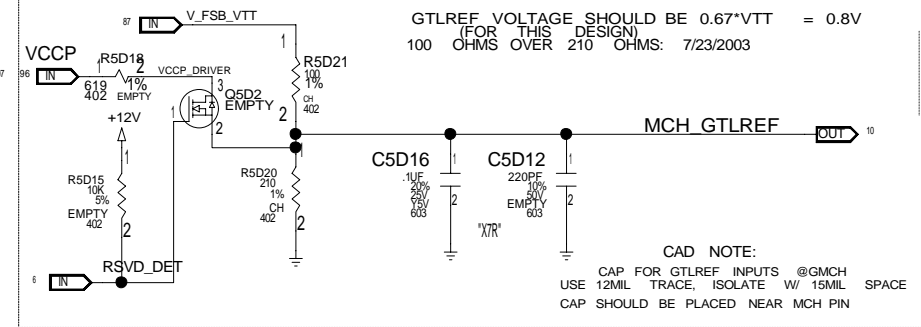 GTLREF VOLTAGE SHOULD BE 0.67*VTT = 0.8V
(FOR THIS DESIGN)
100 OHMS OVER 210 OHMS: 7/23/2003
87 IN V_FSB_VTT
1
R5D21
100
1%
CH
402
2
VCCP
96 IN
1 R5D18 2
619 1%
402 EMPTY
VCCP_DRIVER
3
Q5D2
EMPTY
1
2
+12V
1
R5D15
10K
5%
EMPTY
402
2
6 IN RSVD_DET
1
R5D20
210
1%
CH
402
2
MCH_GTLREF OUT 10
C5D16
1
.1UF
20%
25V
Y5V
603
2
"X7R"
C5D12
1
220PF
10%
50V
EMPTY
603
2
CAD NOTE:
CAP FOR GTLREF INPUTS @GMCH
USE 12MIL TRACE, ISOLATE W/ 15MIL SPACE
CAP SHOULD BE PLACED NEAR MCH PIN